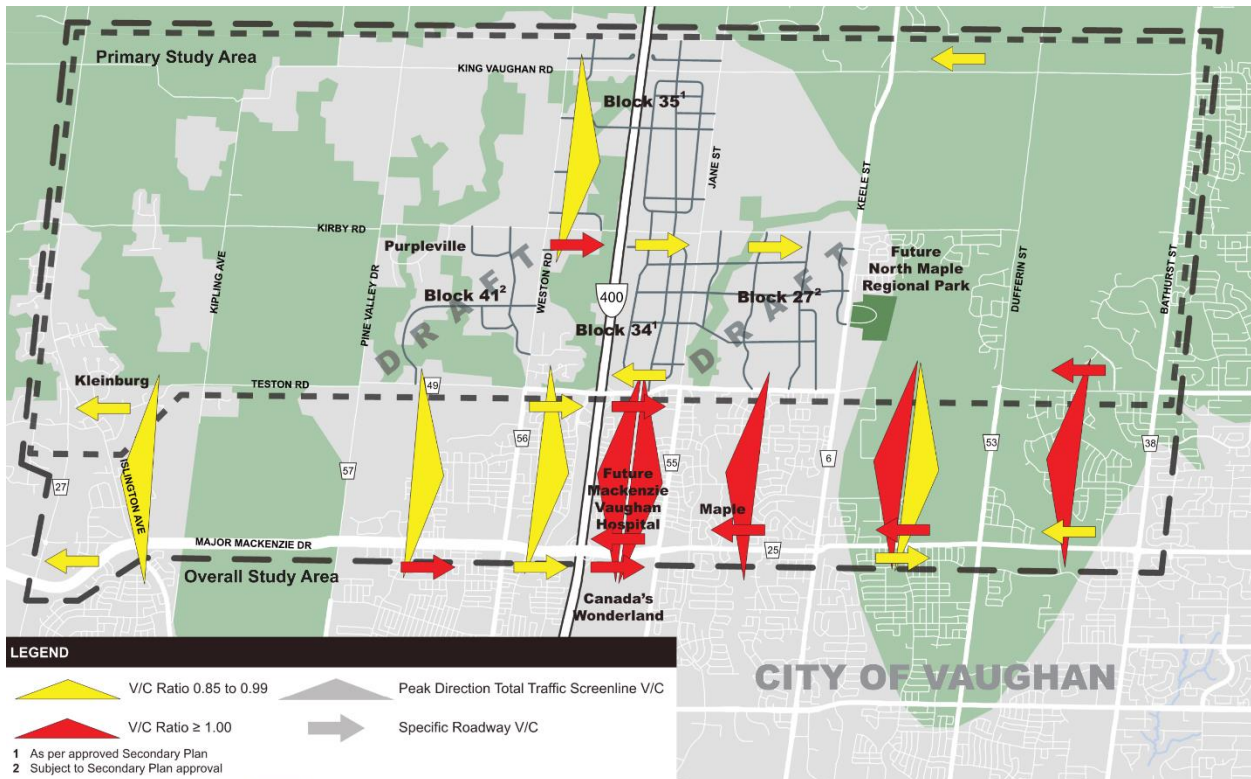 Primary Study Area
KING VAUGHAN RD
Block 35¹
JANE ST
KEELE ST
KIRBY RD
Purpleville
Future
North Maple
Regional Park
KIPLING AVE
PINE VALLEY DR
WESTON RD
DUFFERIN ST
BATHURST ST
DRAFT
Block 41²
400
Block 34¹
DRAFT
Block 27²
Kleinburg
TESTON RD
49
27
ISLINGTON AVE
57
56
55
6
53
38
Future
Mackenzie
Vaughan
Hospital
Maple
MAJOR MACKENZIE DR
25
Overall Study Area
Canada's
Wonderland
CITY OF VAUGHAN
LEGEND
V/C Ratio 0.85 to 0.99
Peak Direction Total Traffic Screenline V/C
V/C Ratio ≥ 1.00
Specific Roadway V/C
1 As per approved Secondary Plan
2 Subject to Secondary Plan approval